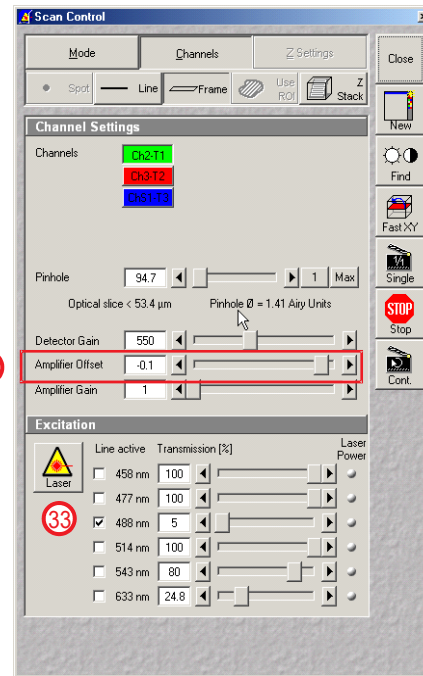 Scan Control
Mode Channels Z Settings Close
Spot Line Frame Use ROI Z Stack
New
Channel Settings
Channels Ch2-T1
Ch3-T2
Find
Fast XY
Pinhole 94.7 1 Max
Single
Optical slice < 53.4 µm Pinhole Ø = 1.41 Airy Units
STOP
Stop
Detector Gain 550
Amplifier Offset -0.1
Cont.
Amplifier Gain 1
Excitation
Line active Transmission [%] Laser Power
Laser
458 nm 100
477 nm 100
33
488 nm 5
514 nm 100
543 nm 80
633 nm 24.8